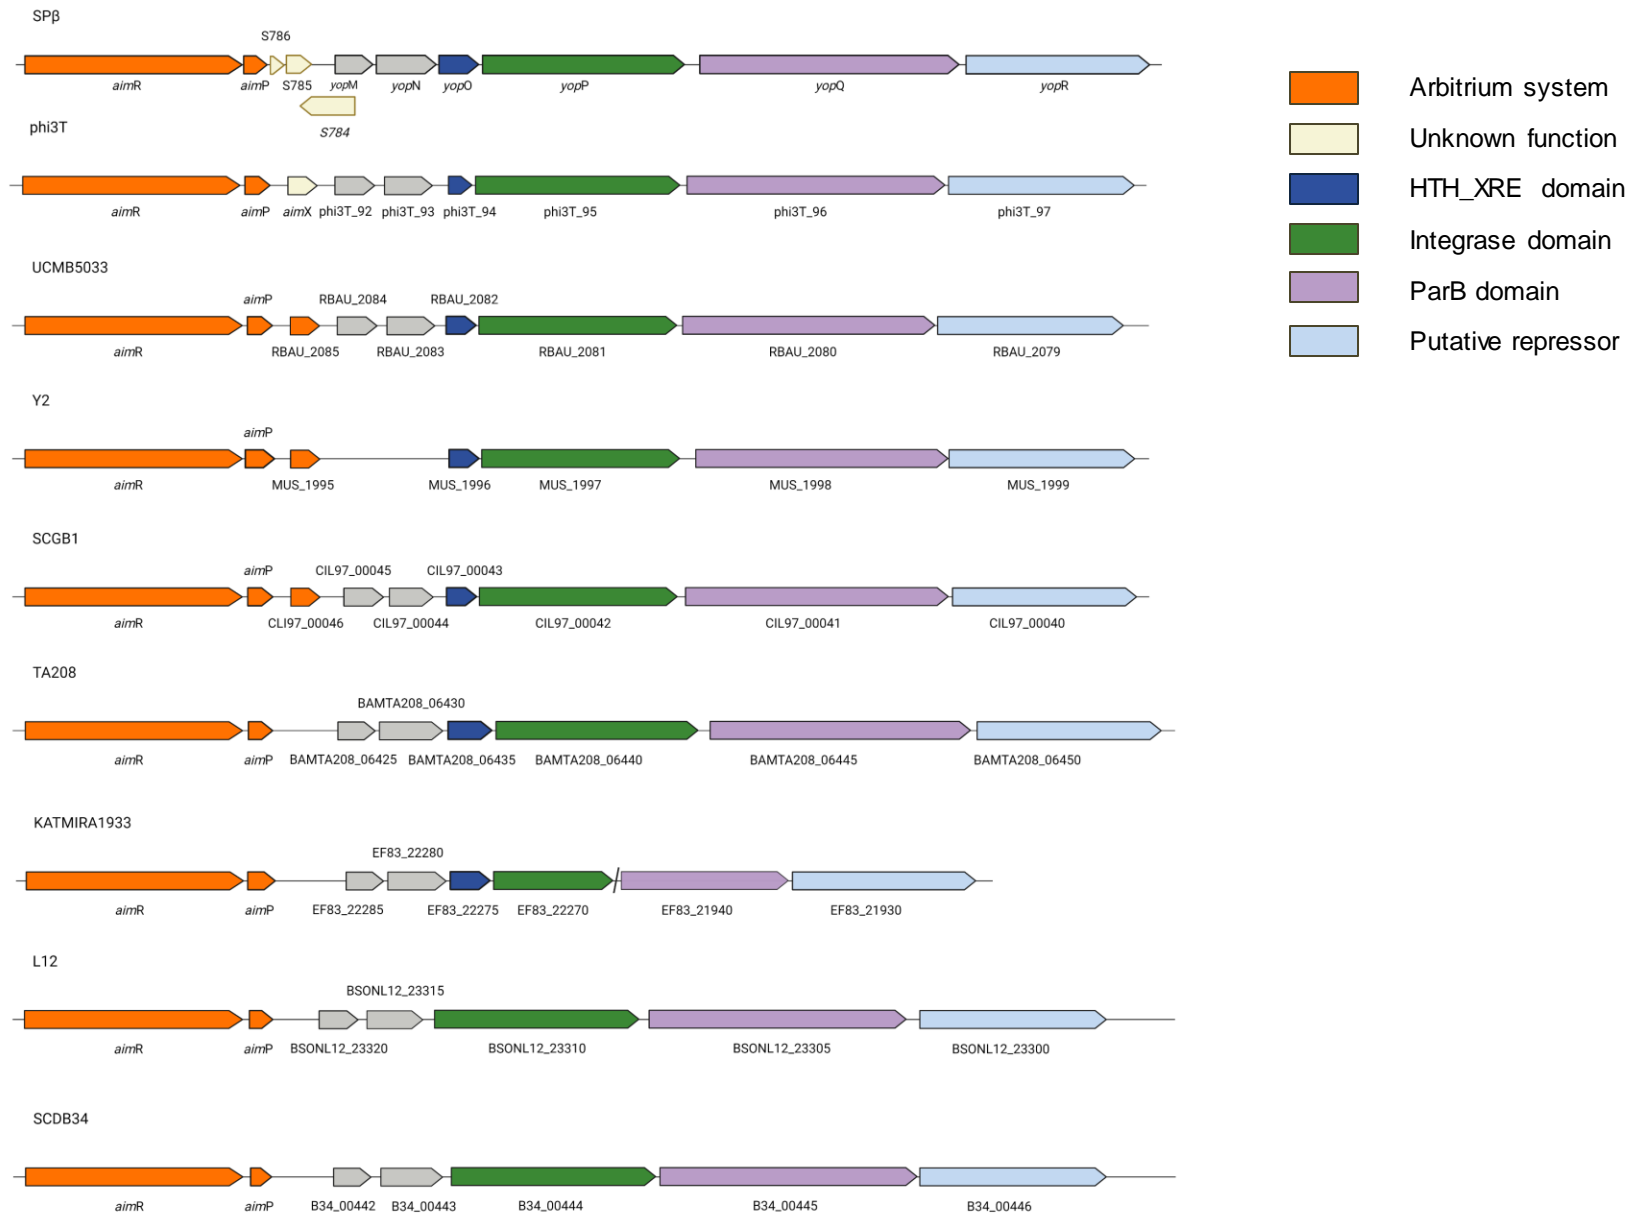 SPβ
S786
aimR
aimP
S785
yopM
yopN
yopO
yopP
yopQ
yopR
S784
phi3T
aimR
aimP
aimX
phi3T_92
phi3T_93
phi3T_94
phi3T_95
phi3T_96
phi3T_97
UCMB5033
aimP
RBAU_2084
RBAU_2082
aimR
RBAU_2085
RBAU_2083
RBAU_2081
RBAU_2080
RBAU_2079
Y2
aimP
aimR
MUS_1995
MUS_1996
MUS_1997
MUS_1998
MUS_1999
SCGB1
aimP
CIL97_00045
CIL97_00043
aimR
CLI97_00046
CIL97_00044
CIL97_00042
CIL97_00041
CIL97_00040
TA208
BAMTA208_06430
aimR
aimP
BAMTA208_06425
BAMTA208_06435
BAMTA208_06440
BAMTA208_06445
BAMTA208_06450
KATMIRA1933
EF83_22280
aimR
aimP
EF83_22285
EF83_22275
EF83_22270
EF83_21940
EF83_21930
L12
BSONL12_23315
aimR
aimP
BSONL12_23320
BSONL12_23310
BSONL12_23305
BSONL12_23300
SCDB34
aimR
aimP
B34_00442
B34_00443
B34_00444
B34_00445
B34_00446
Arbitrium system
Unknown function
HTH_XRE domain
Integrase domain
ParB domain
Putative repressor